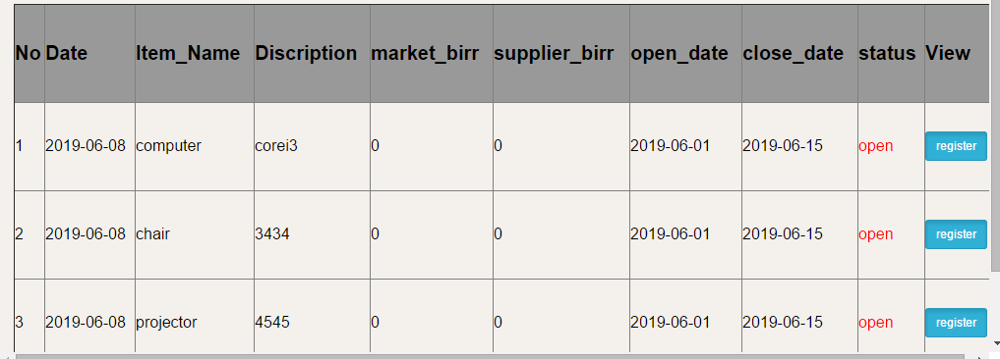 No Date Item_Name Discription market_birr supplier_birr open_date close_date status View
1 2019-06-08 computer corei3 0 0 2019-06-01 2019-06-15 open register
2 2019-06-08 chair 3434 0 0 2019-06-01 2019-06-15 open register
3 2019-06-08 projector 4545 0 0 2019-06-01 2019-06-15 open register